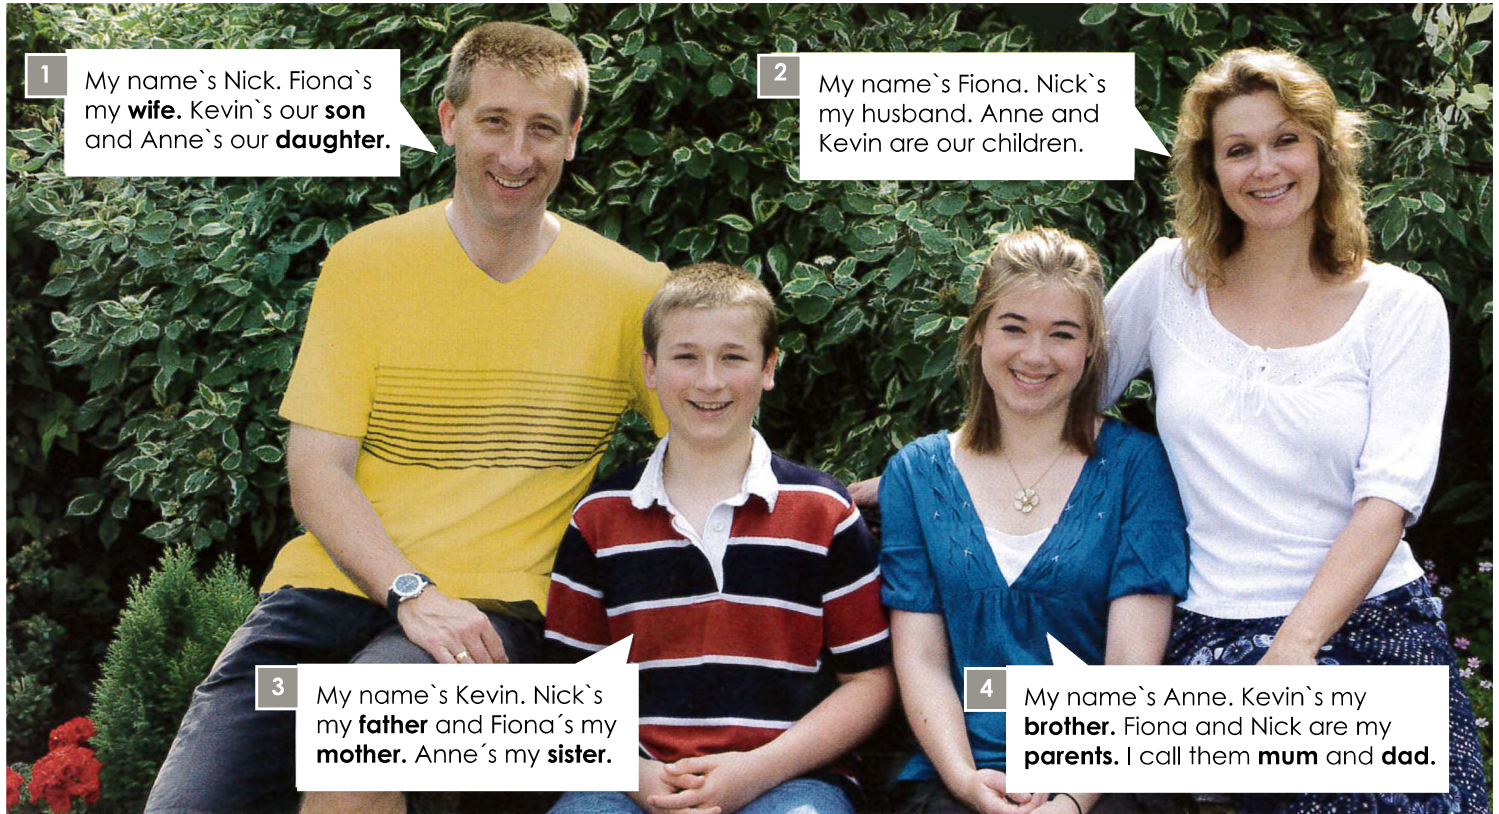 1
My name`s Nick. Fiona`s
my wife. Kevin`s our son
and Anne`s our daughter.
2
My name`s Fiona. Nick`s
my husband. Anne and
Kevin are our children.
3
My name`s Kevin. Nick`s
my father and Fiona´s my
mother. Anne´s my sister.
4
My name`s Anne. Kevin`s my
brother. Fiona and Nick are my
parents. I call them mum and dad.